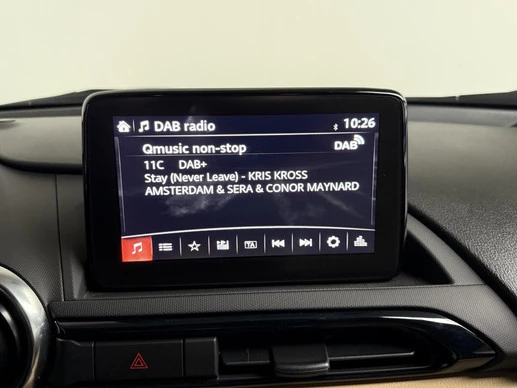 DAB radio
10:26
Qmusic non-stop
DAB
11C DAB+
Stay (Never Leave) - KRIS KROSS
AMSTERDAM & SERA & CONOR MAYNARD
TA